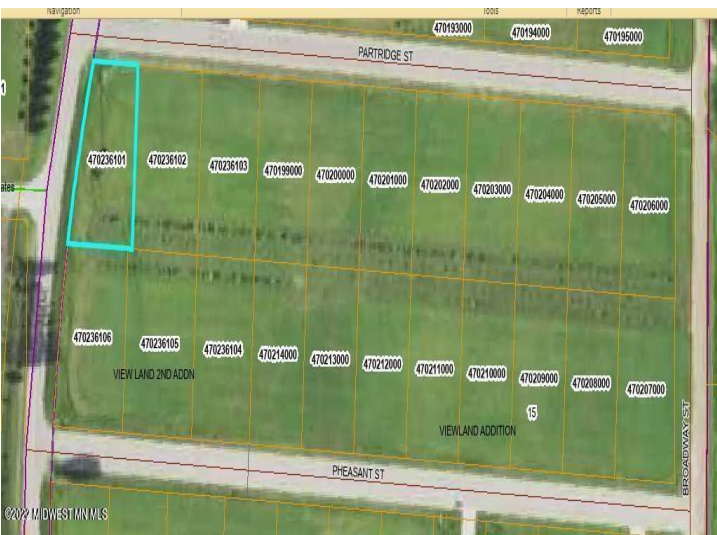 Navigation Tools Reports
470193000 470194000 470195000
PARTRIDGE ST
1
ates
470236101 470236102 470236103 470199000 470200000 470201000 470202000 470203000 470204000 470205000 470206000
470236106 470236105 470236104 470214000 470213000 470212000 470211000 470210000 470209000 470208000 470207000
VIEW LAND 2ND ADDN
15
VIEWLAND ADDITION
BROADWAY ST
PHEASANT ST
©2022 MIDWEST MN MLS